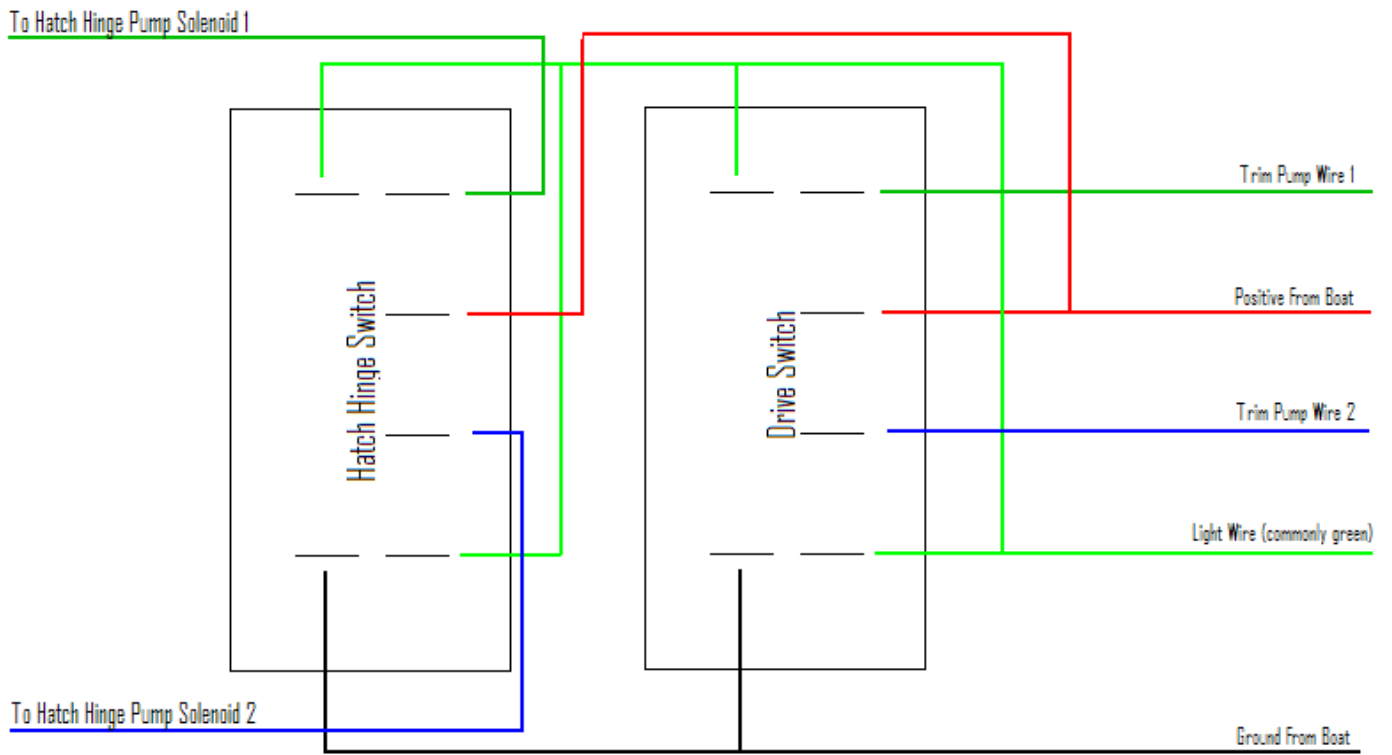 To Hatch Hinge Pump Solenoid 1
Trim Pump Wire 1
Positive From Boat
Hatch Hinge Switch
Drive Switch
Trim Pump Wire 2
Light Wire (commonly green)
To Hatch Hinge Pump Solenoid 2
Ground From Boat